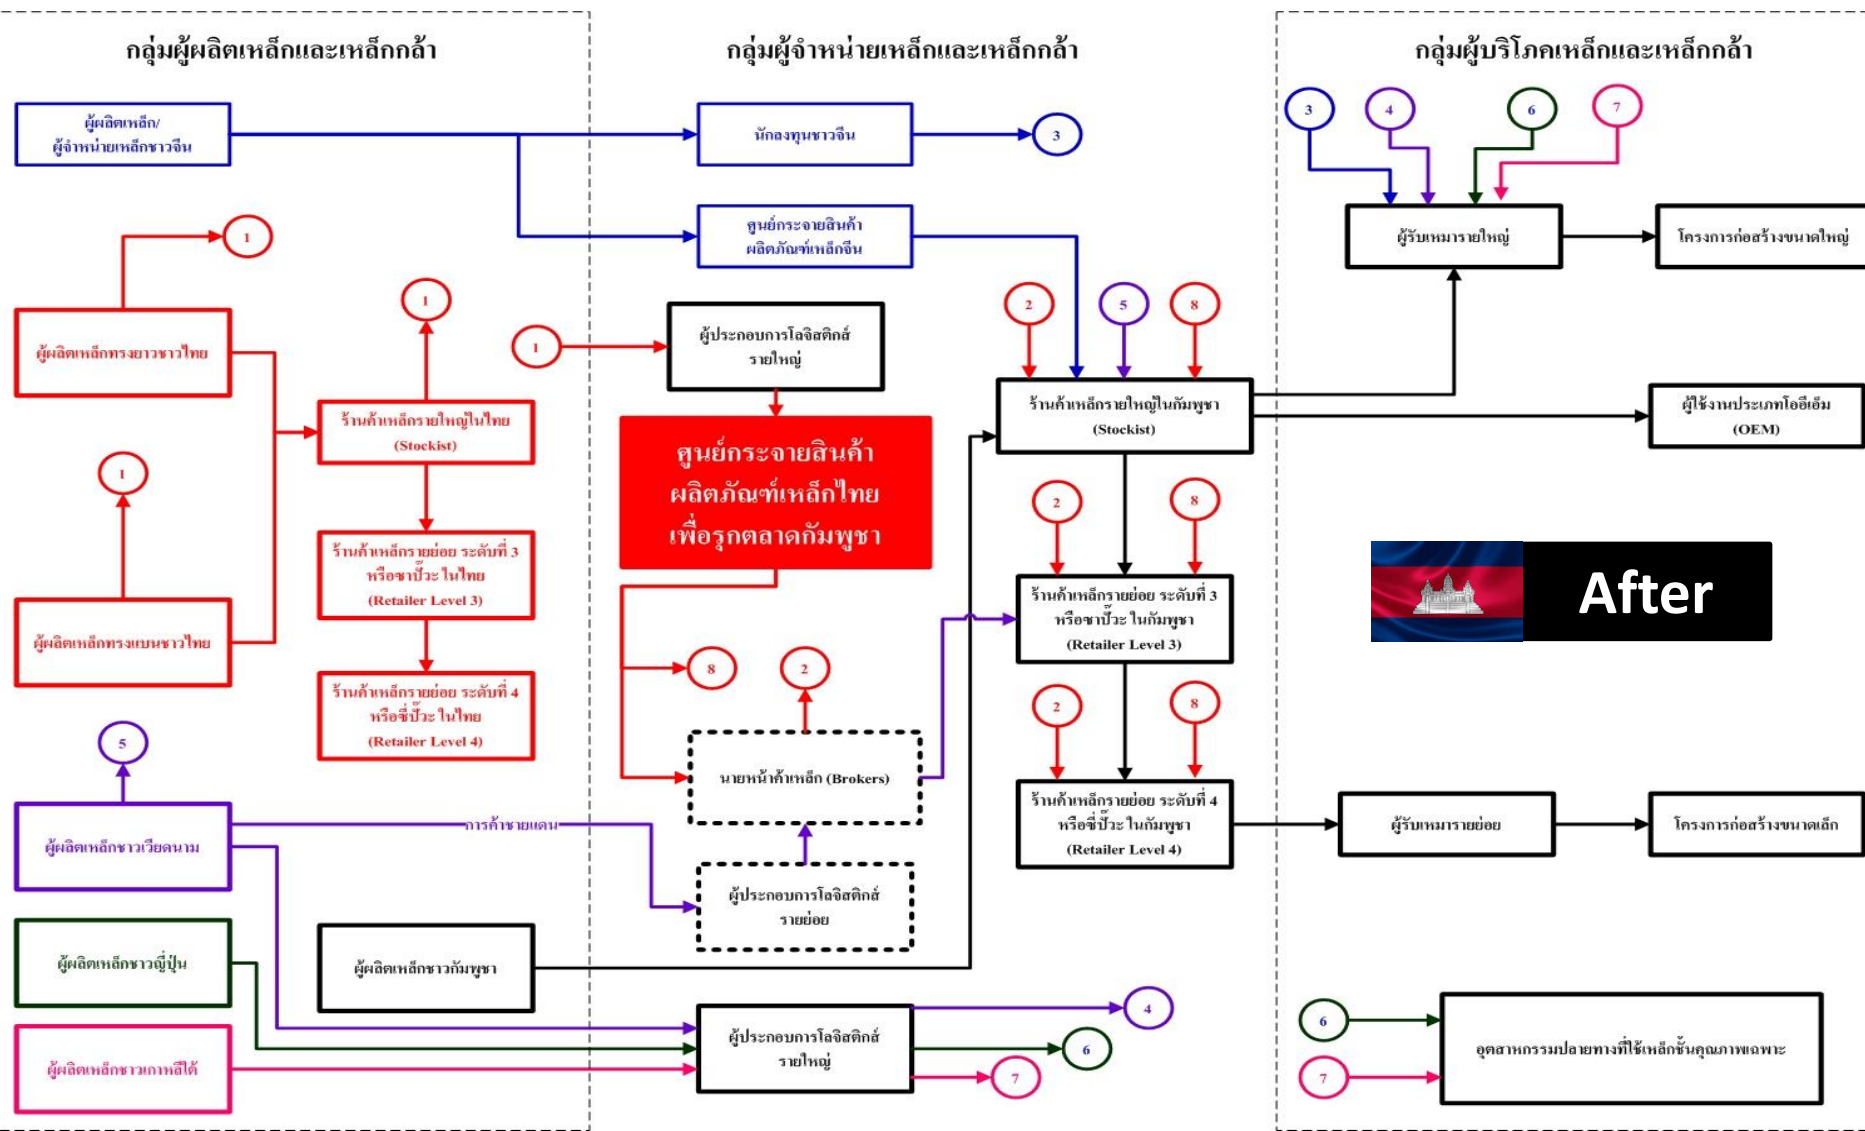 กลุ่มผู้ผลิตเหล็กและเหล็กกล้า
กลุ่มผู้จำหน่ายเหล็กและเหล็กกล้า
กลุ่มผู้บริโภคเหล็กและเหล็กกล้า
ผู้ผลิตเหล็ก/
ผู้จำหน่ายเหล็กชาวจีน
นักลงทุนชาวจีน
3
3
4
6
7
ศูนย์กระจายสินค้า
ผลิตภัณฑ์เหล็กจีน
ผู้รับเหมารายใหญ่
โครงการก่อสร้างขนาดใหญ่
1
1
ผู้ผลิตเหล็กทรงยาวชาวไทย
1
ผู้ประกอบการโลจิสติกส์
รายใหญ่
2
5
8
ร้านค้าเหล็กรายใหญ่ในไทย
(Stockist)
ร้านค้าเหล็กรายใหญ่ในกัมพูชา
(Stockist)
ผู้ใช้งานประเภทโออีเอ็ม
(OEM)
ศูนย์กระจายสินค้า
ผลิตภัณฑ์เหล็กไทย
เพื่อรุกตลาดกัมพูชา
1
2
8
ร้านค้าเหล็กรายย่อย ระดับที่ 3
หรือซาปั๊วะ ในไทย
(Retailer Level 3)
ร้านค้าเหล็กรายย่อย ระดับที่ 3
หรือซาปั๊วะ ในกัมพูชา
(Retailer Level 3)
After
ผู้ผลิตเหล็กทรงแบนชาวไทย
8
2
ร้านค้าเหล็กรายย่อย ระดับที่ 4
หรือซี่ปั๊วะ ในไทย
(Retailer Level 4)
2
8
5
นายหน้าค้าเหล็ก (Brokers)
ร้านค้าเหล็กรายย่อย ระดับที่ 4
หรือซี่ปั๊วะ ในกัมพูชา
(Retailer Level 4)
ผู้รับเหมารายย่อย
โครงการก่อสร้างขนาดเล็ก
ผู้ผลิตเหล็กชาวเวียดนาม
การค้าชายแดน
ผู้ประกอบการโลจิสติกส์
รายย่อย
ผู้ผลิตเหล็กชาวญี่ปุ่น
ผู้ผลิตเหล็กชาวกัมพูชา
ผู้ผลิตเหล็กชาวเกาหลีใต้
ผู้ประกอบการโลจิสติกส์
รายใหญ่
4
6
7
6
7
อุตสาหกรรมปลายทางที่ใช้เหล็กชั้นคุณภาพเฉพาะ